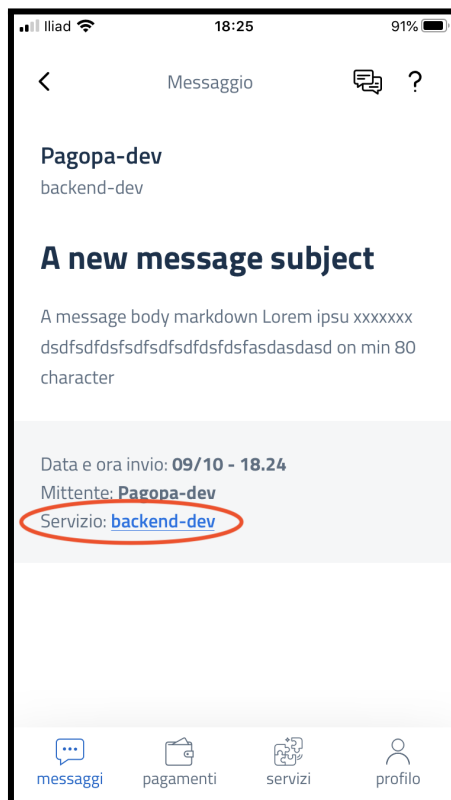 Iliad 18:25 91%
Messaggio ?
Pagopa-dev
backend-dev
A new message subject
A message body markdown Lorem ipsu xxxxxxx
dsdfsdfdsfsdfsdfsdfdsfdsfasdasdasd on min 80
character
Data e ora invio: 09/10 - 18.24
Mittente: Pagopa-dev
Servizio: backend-dev
messaggi pagamenti servizi profilo